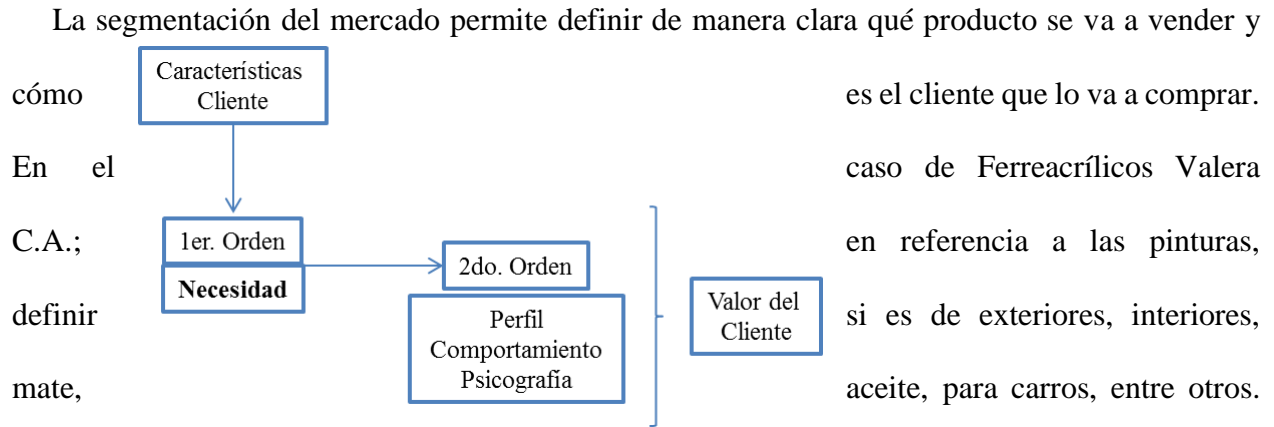 La segmentación del mercado permite definir de manera clara qué producto se va a vender y
cómo es el cliente que lo va a comprar.
En el caso de Ferreacrílicos Valera
C.A.; en referencia a las pinturas,
definir si es de exteriores, interiores,
mate, aceite, para carros, entre otros.
Características
Cliente
1er. Orden
Necesidad
2do. Orden
Perfil
Comportamiento
Psicografía
Valor del
Cliente